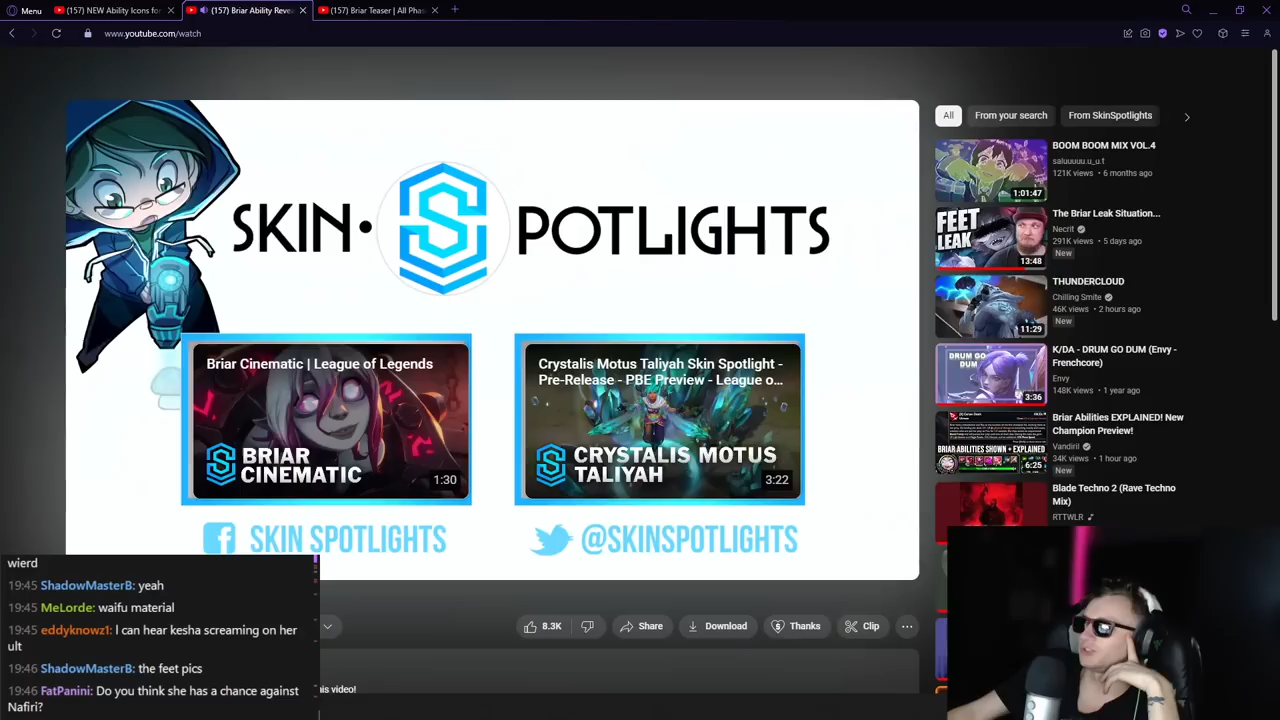 Menu
(157) NEW Ability Icons for
(157) Briar Ability Revea
(157) Briar Teaser | All Phas
www.youtube.com/watch
SKIN•SPOTLIGHTS
Briar Cinematic | League of Legends
BRIAR
CINEMATIC
1:30
Crystalis Motus Taliyah Skin Spotlight -
Pre-Release - PBE Preview - League o...
CRYSTALIS MOTUS
TALIYAH
3:22
SKIN SPOTLIGHTS
@SKINSPOTLIGHTS
8.3K
Share
Download
Thanks
Clip
his video!
All
From your search
From SkinSpotlights
BOOM BOOM MIX VOL.4
saluuuuu.u_u.t
121K views • 6 months ago
1:01:47
FEET
LEAK
The Briar Leak Situation...
Necrit
291K views • 5 days ago
New
13:48
THUNDERCLOUD
Chilling Smite
46K views • 2 hours ago
New
11:29
DRUM GO
DUM
K/DA - DRUM GO DUM (Envy -
Frenchcore)
Envy
148K views • 1 year ago
3:36
BRIAR ABILITIES SHOWN + EXPLAINED
Briar Abilities EXPLAINED! New
Champion Preview!
Vandiril
34K views • 1 hour ago
New
6:25
Blade Techno 2 (Rave Techno
Mix)
RTTWLR
wierd
19:45 ShadowMasterB: yeah
19:45 MeLorde: waifu material
19:45 eddyknowz1: I can hear kesha screaming on her
ult
19:46 ShadowMasterB: the feet pics
19:46 FatPanini: Do you think she has a chance against
Nafiri?